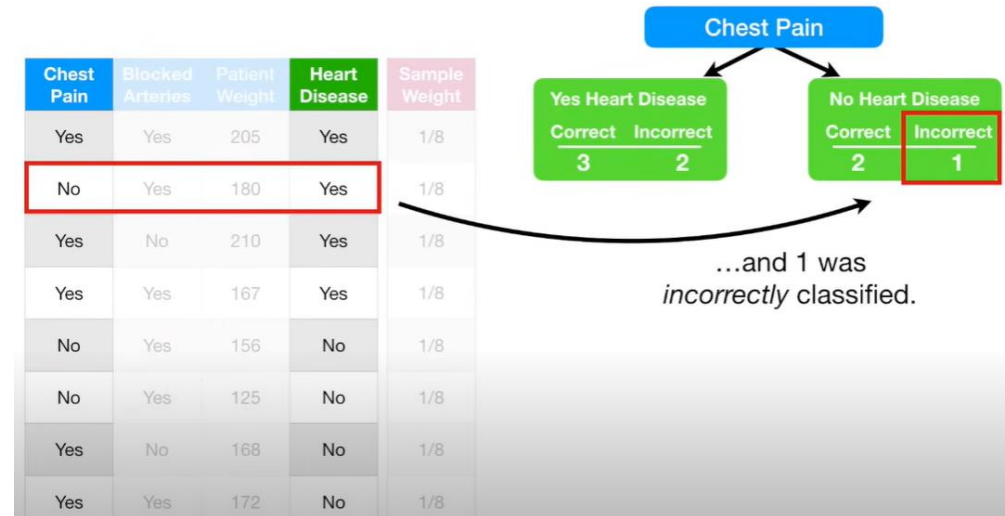 Chest Pain
Chest Pain Blocked Arteries Patient Weight Heart Disease Sample Weight
Yes Yes 205 Yes 1/8
No Yes 180 Yes 1/8
Yes No 210 Yes 1/8
Yes Yes 167 Yes 1/8
No Yes 156 No 1/8
No Yes 125 No 1/8
Yes No 168 No 1/8
Yes Yes 172 No 1/8
Yes Heart Disease
Correct Incorrect
3 2
No Heart Disease
Correct Incorrect
2 1
…and 1 was
incorrectly classified.